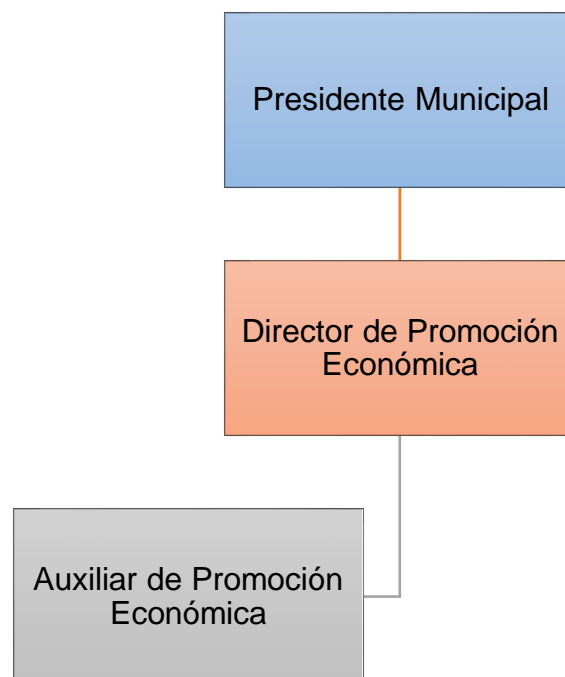 Presidente Municipal
Director de Promoción
Económica
Auxiliar de Promoción
Económica